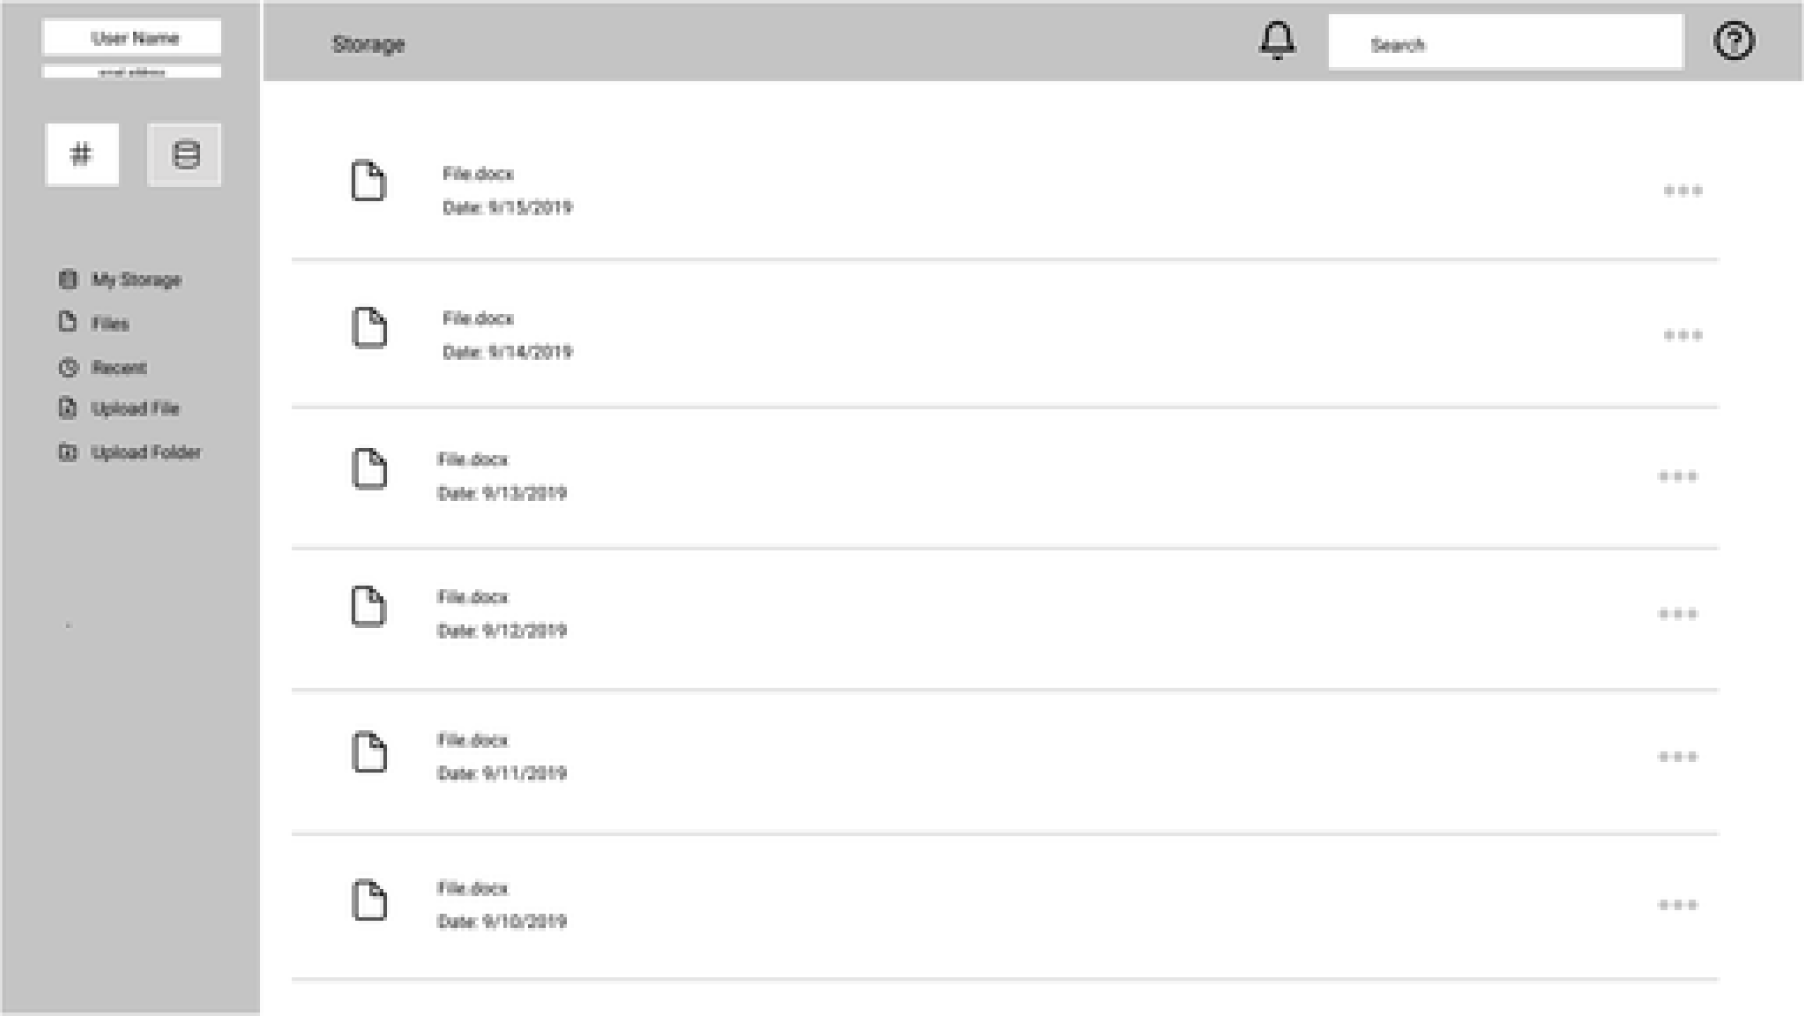 User Name
email address
#
My Storage
Files
Recent
Upload File
Upload Folder
Storage
Search
?
File.docx
Date: 9/15/2019
File.docx
Date: 9/14/2019
File.docx
Date: 9/13/2019
File.docx
Date: 9/12/2019
File.docx
Date: 9/11/2019
File.docx
Date: 9/10/2019